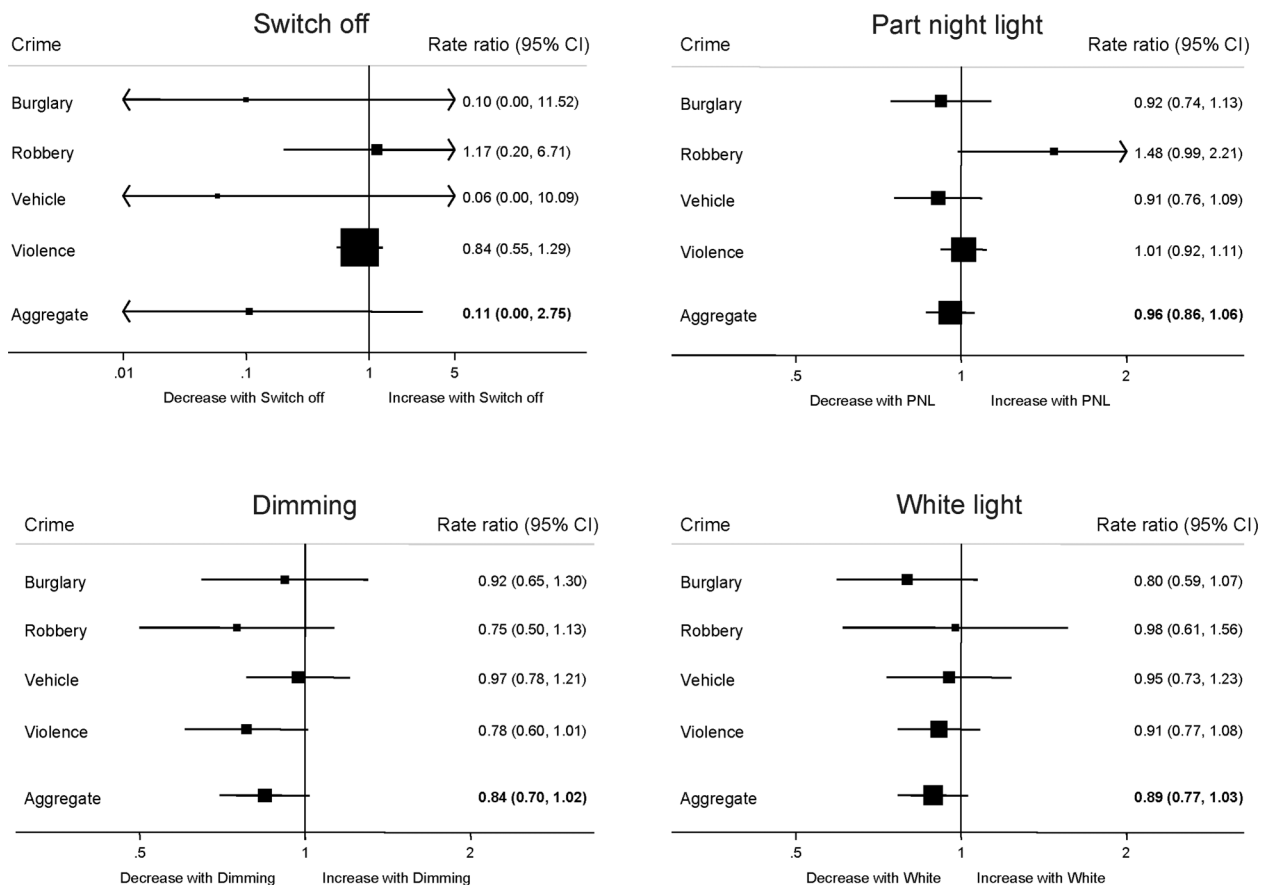 Switch off
Crime Rate ratio (95% CI)
Burglary 0.10 (0.00, 11.52)
Robbery 1.17 (0.20, 6.71)
Vehicle 0.06 (0.00, 10.09)
Violence 0.84 (0.55, 1.29)
Aggregate 0.11 (0.00, 2.75)
.01 .1 1 5
Decrease with Switch off Increase with Switch off
Part night light
Crime Rate ratio (95% CI)
Burglary 0.92 (0.74, 1.13)
Robbery 1.48 (0.99, 2.21)
Vehicle 0.91 (0.76, 1.09)
Violence 1.01 (0.92, 1.11)
Aggregate 0.96 (0.86, 1.06)
.5 1 2
Decrease with PNL Increase with PNL
Dimming
Crime Rate ratio (95% CI)
Burglary 0.92 (0.65, 1.30)
Robbery 0.75 (0.50, 1.13)
Vehicle 0.97 (0.78, 1.21)
Violence 0.78 (0.60, 1.01)
Aggregate 0.84 (0.70, 1.02)
.5 1 2
Decrease with Dimming Increase with Dimming
White light
Crime Rate ratio (95% CI)
Burglary 0.80 (0.59, 1.07)
Robbery 0.98 (0.61, 1.56)
Vehicle 0.95 (0.73, 1.23)
Violence 0.91 (0.77, 1.08)
Aggregate 0.89 (0.77, 1.03)
.5 1 2
Decrease with White Increase with White